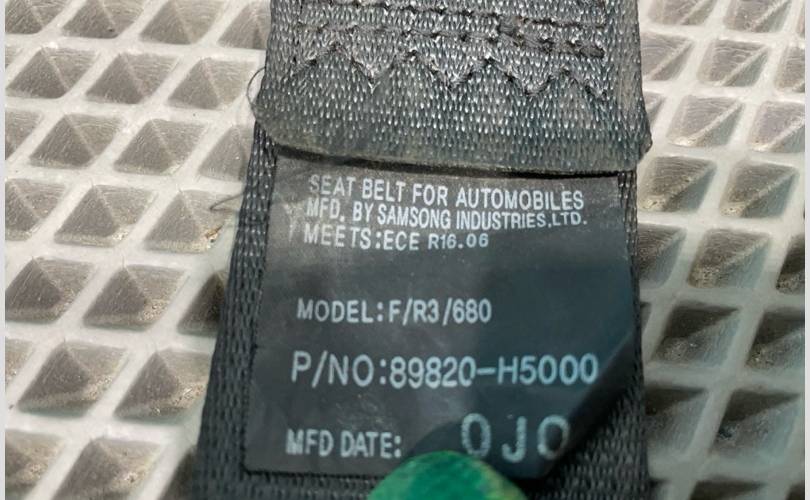 SEAT BELT FOR AUTOMOBILES
MFD. BY SAMSONG INDUSTRIES,LTD.
MEETS:ECE R16.06
MODEL:F/R3/680
P/NO:89820-H5000
MFD DATE: 0J0